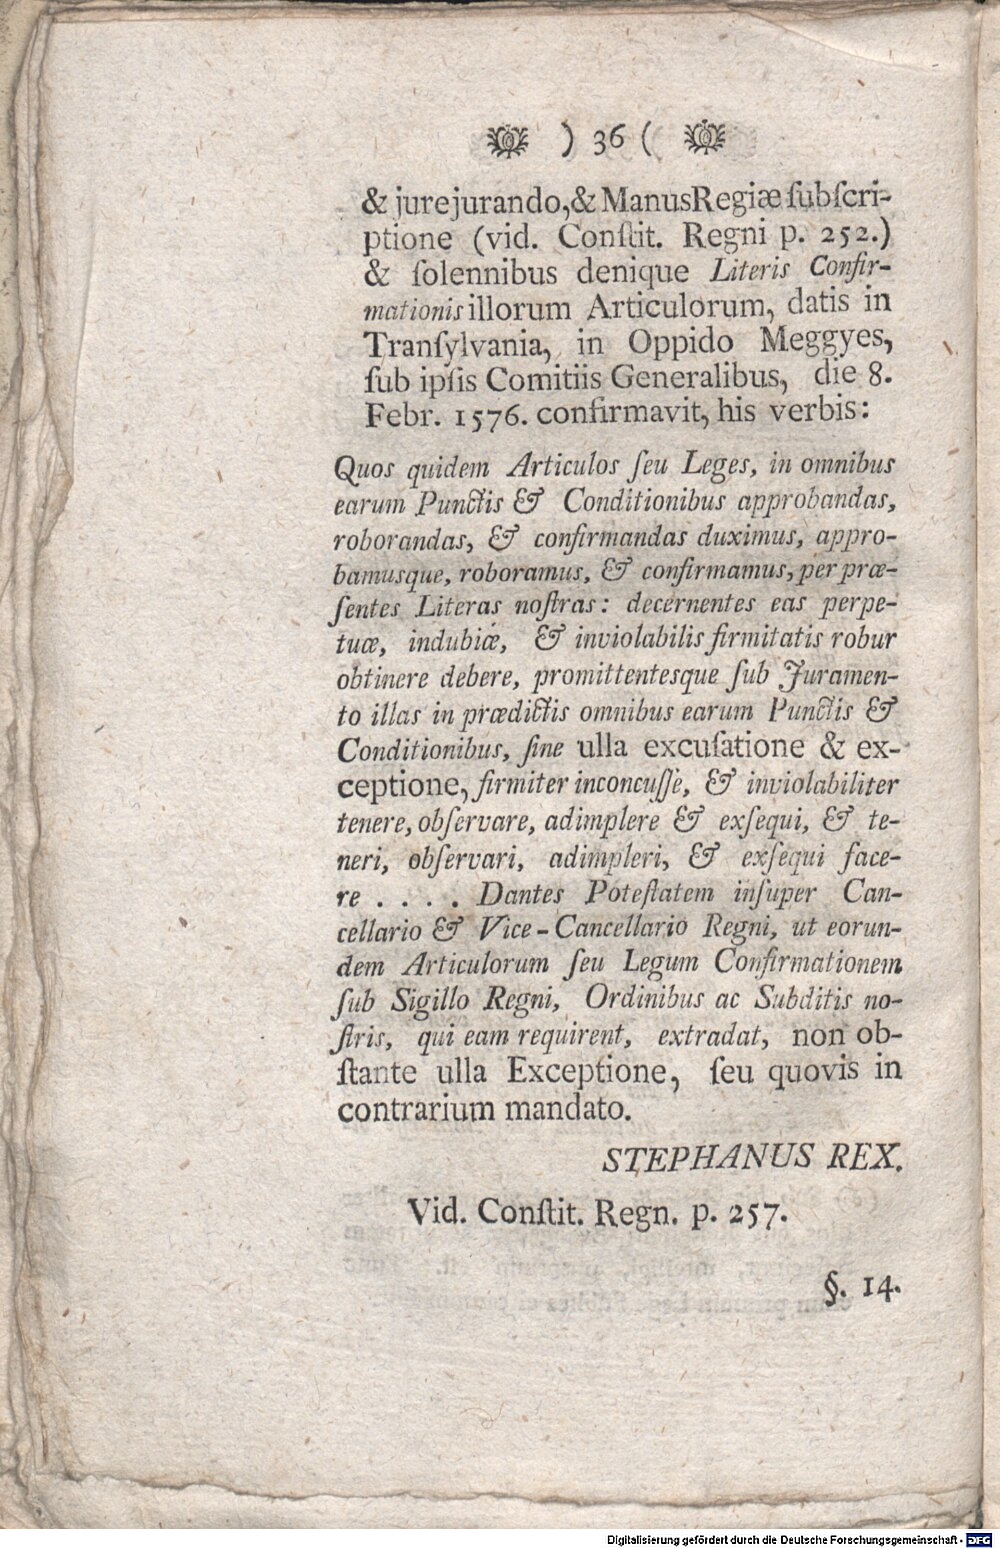 ) 36 (
& jurejurando,& ManusRegiæ ſubſcri-
ptione (vid. Conſtit. Regni p. 252.)
& ſolennibus denique Literis Confir-
mationis illorum Articulorum, datis in
Tranſylvania, in Oppido Meggyes,
ſub ipſis Comitiis Generalibus, die 8.
Febr. 1576. confirmavit, his verbis:
Quos quidem Articulos ſeu Leges, in omnibus
earum Punctis & Conditionibus approbandas,
roborandas, & confirmandas duximus, appro-
bamusque, roboramus, & confirmamus, per præ-
ſentes Literas noſtras: decernentes eas perpe-
tuæ, indubiæ, & inviolabilis firmitatis robur
obtinere debere, promittentesque ſub Juramen-
to illas in prædictis omnibus earum Punctis &
Conditionibus, ſine ulla excuſatione & ex-
ceptione, firmiter inconcuſſe, & inviolabiliter
tenere, obſervare, adimplere & exſequi, & te-
neri, obſervari, adimpleri, & exſequi face-
re . . . . Dantes Poteſtatem inſuper Can-
cellario & Vice-Cancellario Regni, ut eorun-
dem Articulorum ſeu Legum Confirmationem
ſub Sigillo Regni, Ordinibus ac Subditis no-
ſtris, qui eam requirent, extradat, non ob-
ſtante ulla Exceptione, ſeu quovis in
contrarium mandato.
STEPHANUS REX.
Vid. Conſtit. Regn. p. 257.
§. 14.
Digitalisierung gefördert durch die Deutsche Forschungsgemeinschaft - DFG